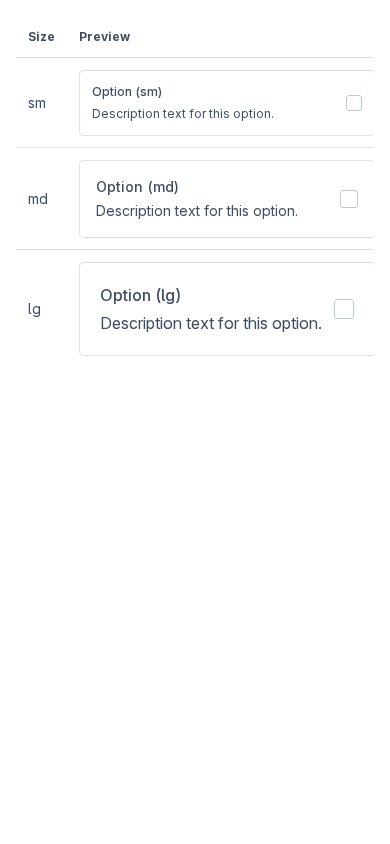 Size Preview
sm
Option (sm)
Description text for this option.
md
Option (md)
Description text for this option.
lg
Option (lg)
Description text for this option.